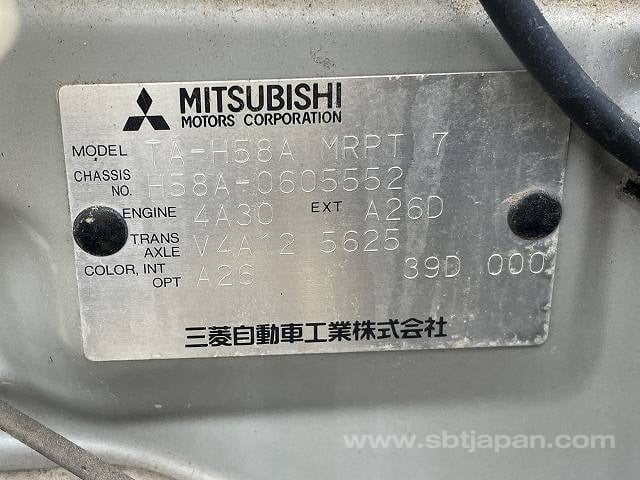 MITSUBISHI
MOTORS CORPORATION
MODEL TA-H58A MRPT 7
CHASSIS NO. H58A-0605552
ENGINE 4A30 EXT A26D
TRANS AXLE V4A12 5625
COLOR, INT OPT A26 39D 000
三菱自動車工業株式会社
www.sbtjapan.com